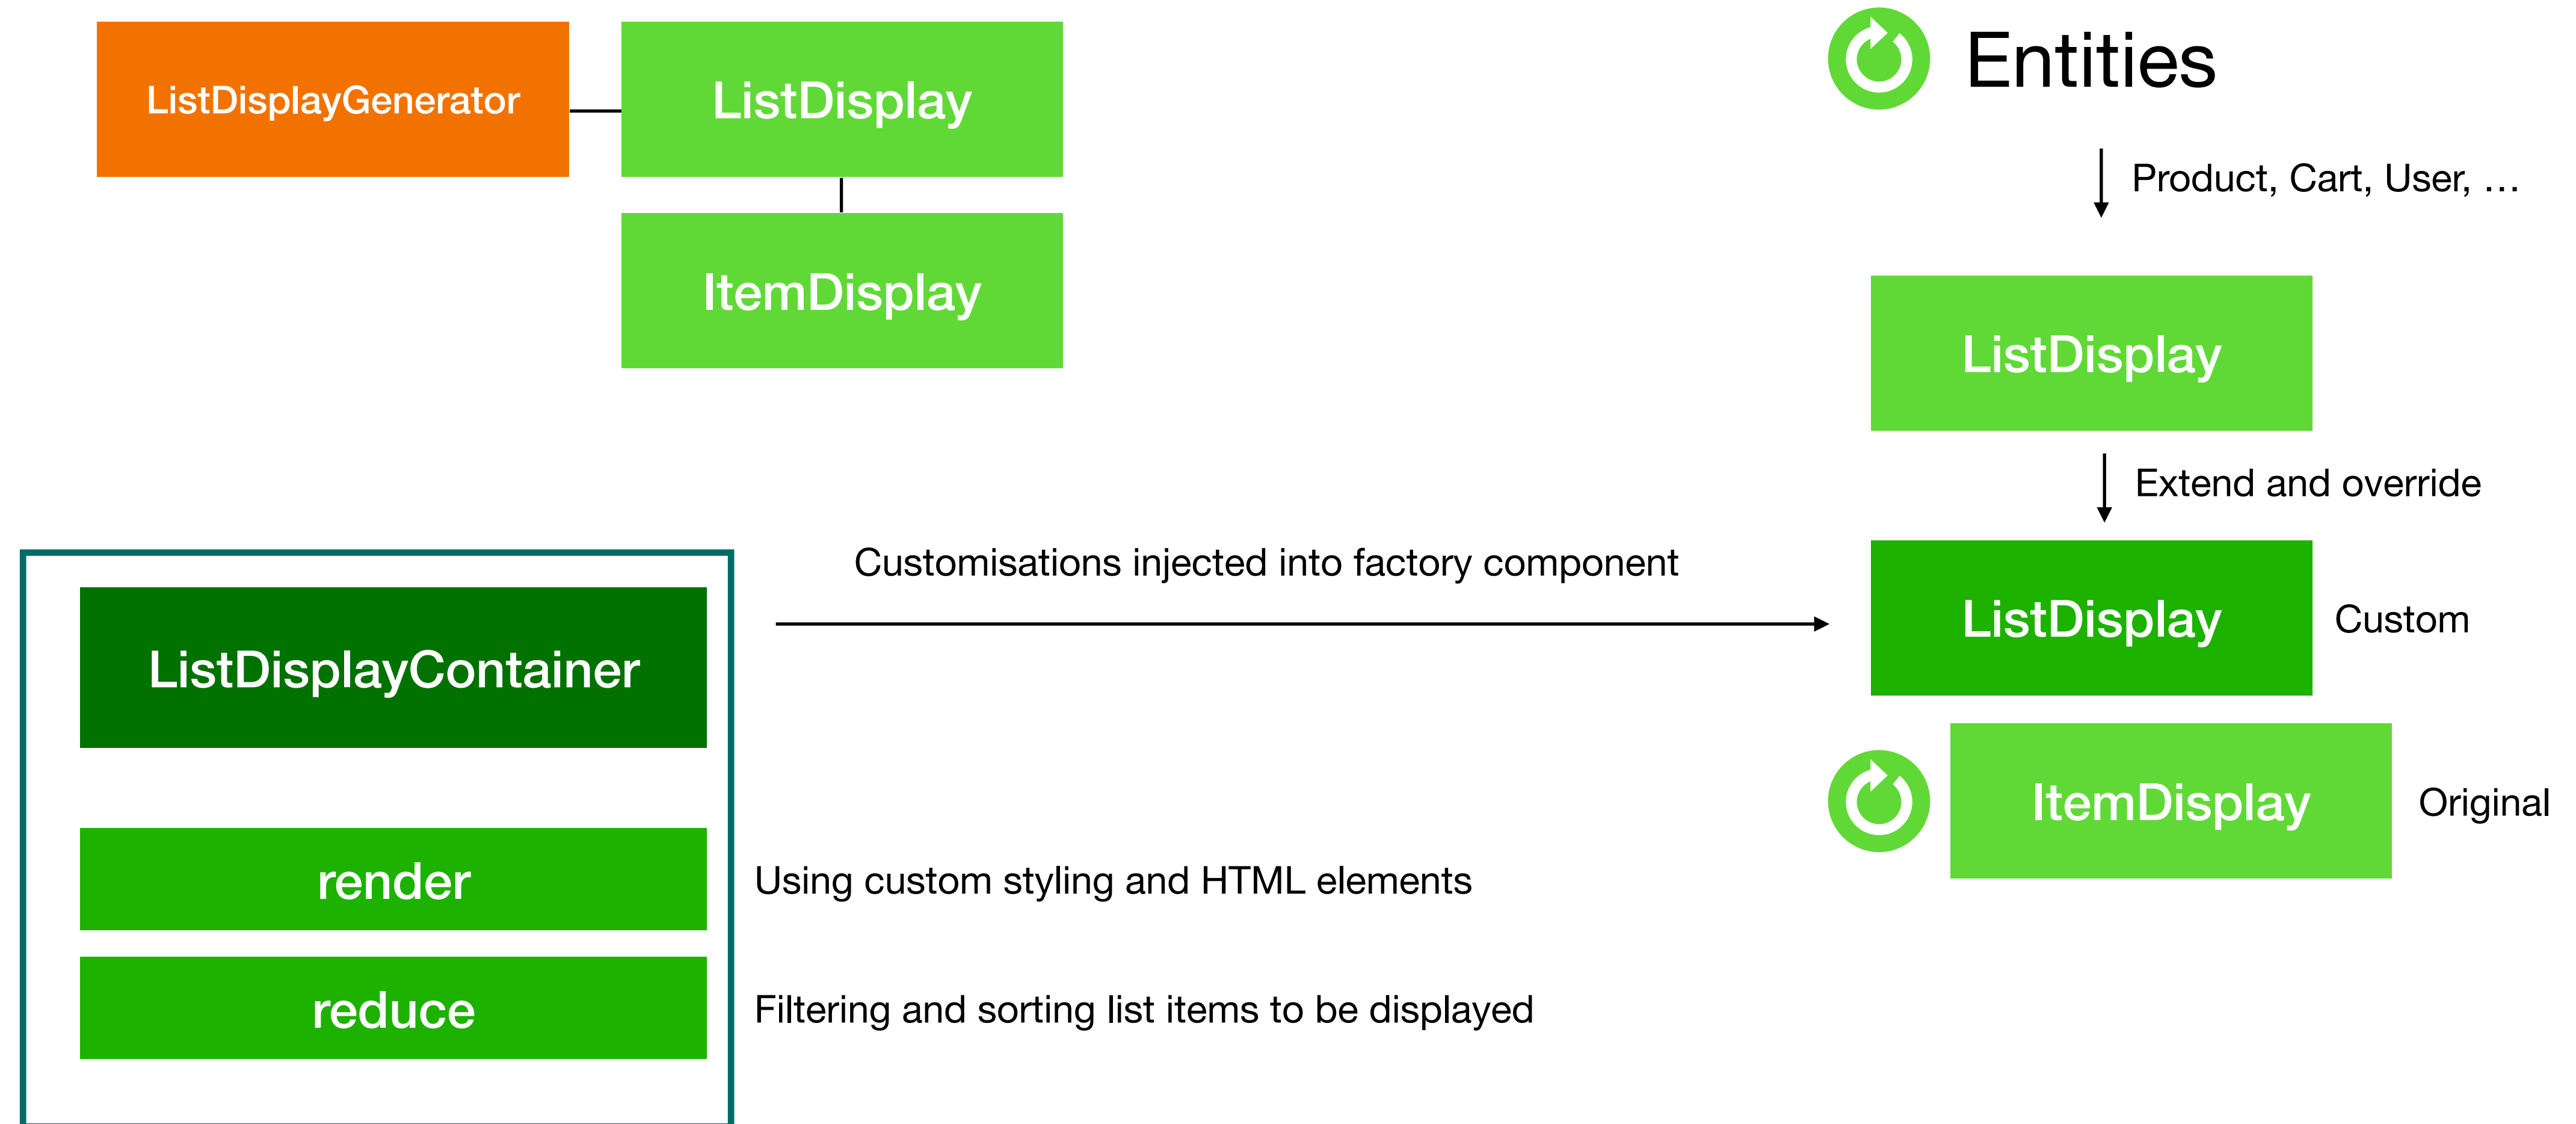 ListDisplayGenerator
ListDisplay
ItemDisplay
Entities
Product, Cart, User, …
ListDisplay
Extend and override
Customisations injected into factory component
ListDisplay
Custom
ItemDisplay
Original
ListDisplayContainer
render
Using custom styling and HTML elements
reduce
Filtering and sorting list items to be displayed